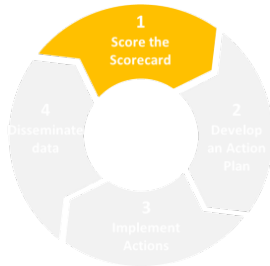 1
Score the
Scorecard
2
Develop
an Action
Plan
3
Implement
Actions
4
Disseminate
data